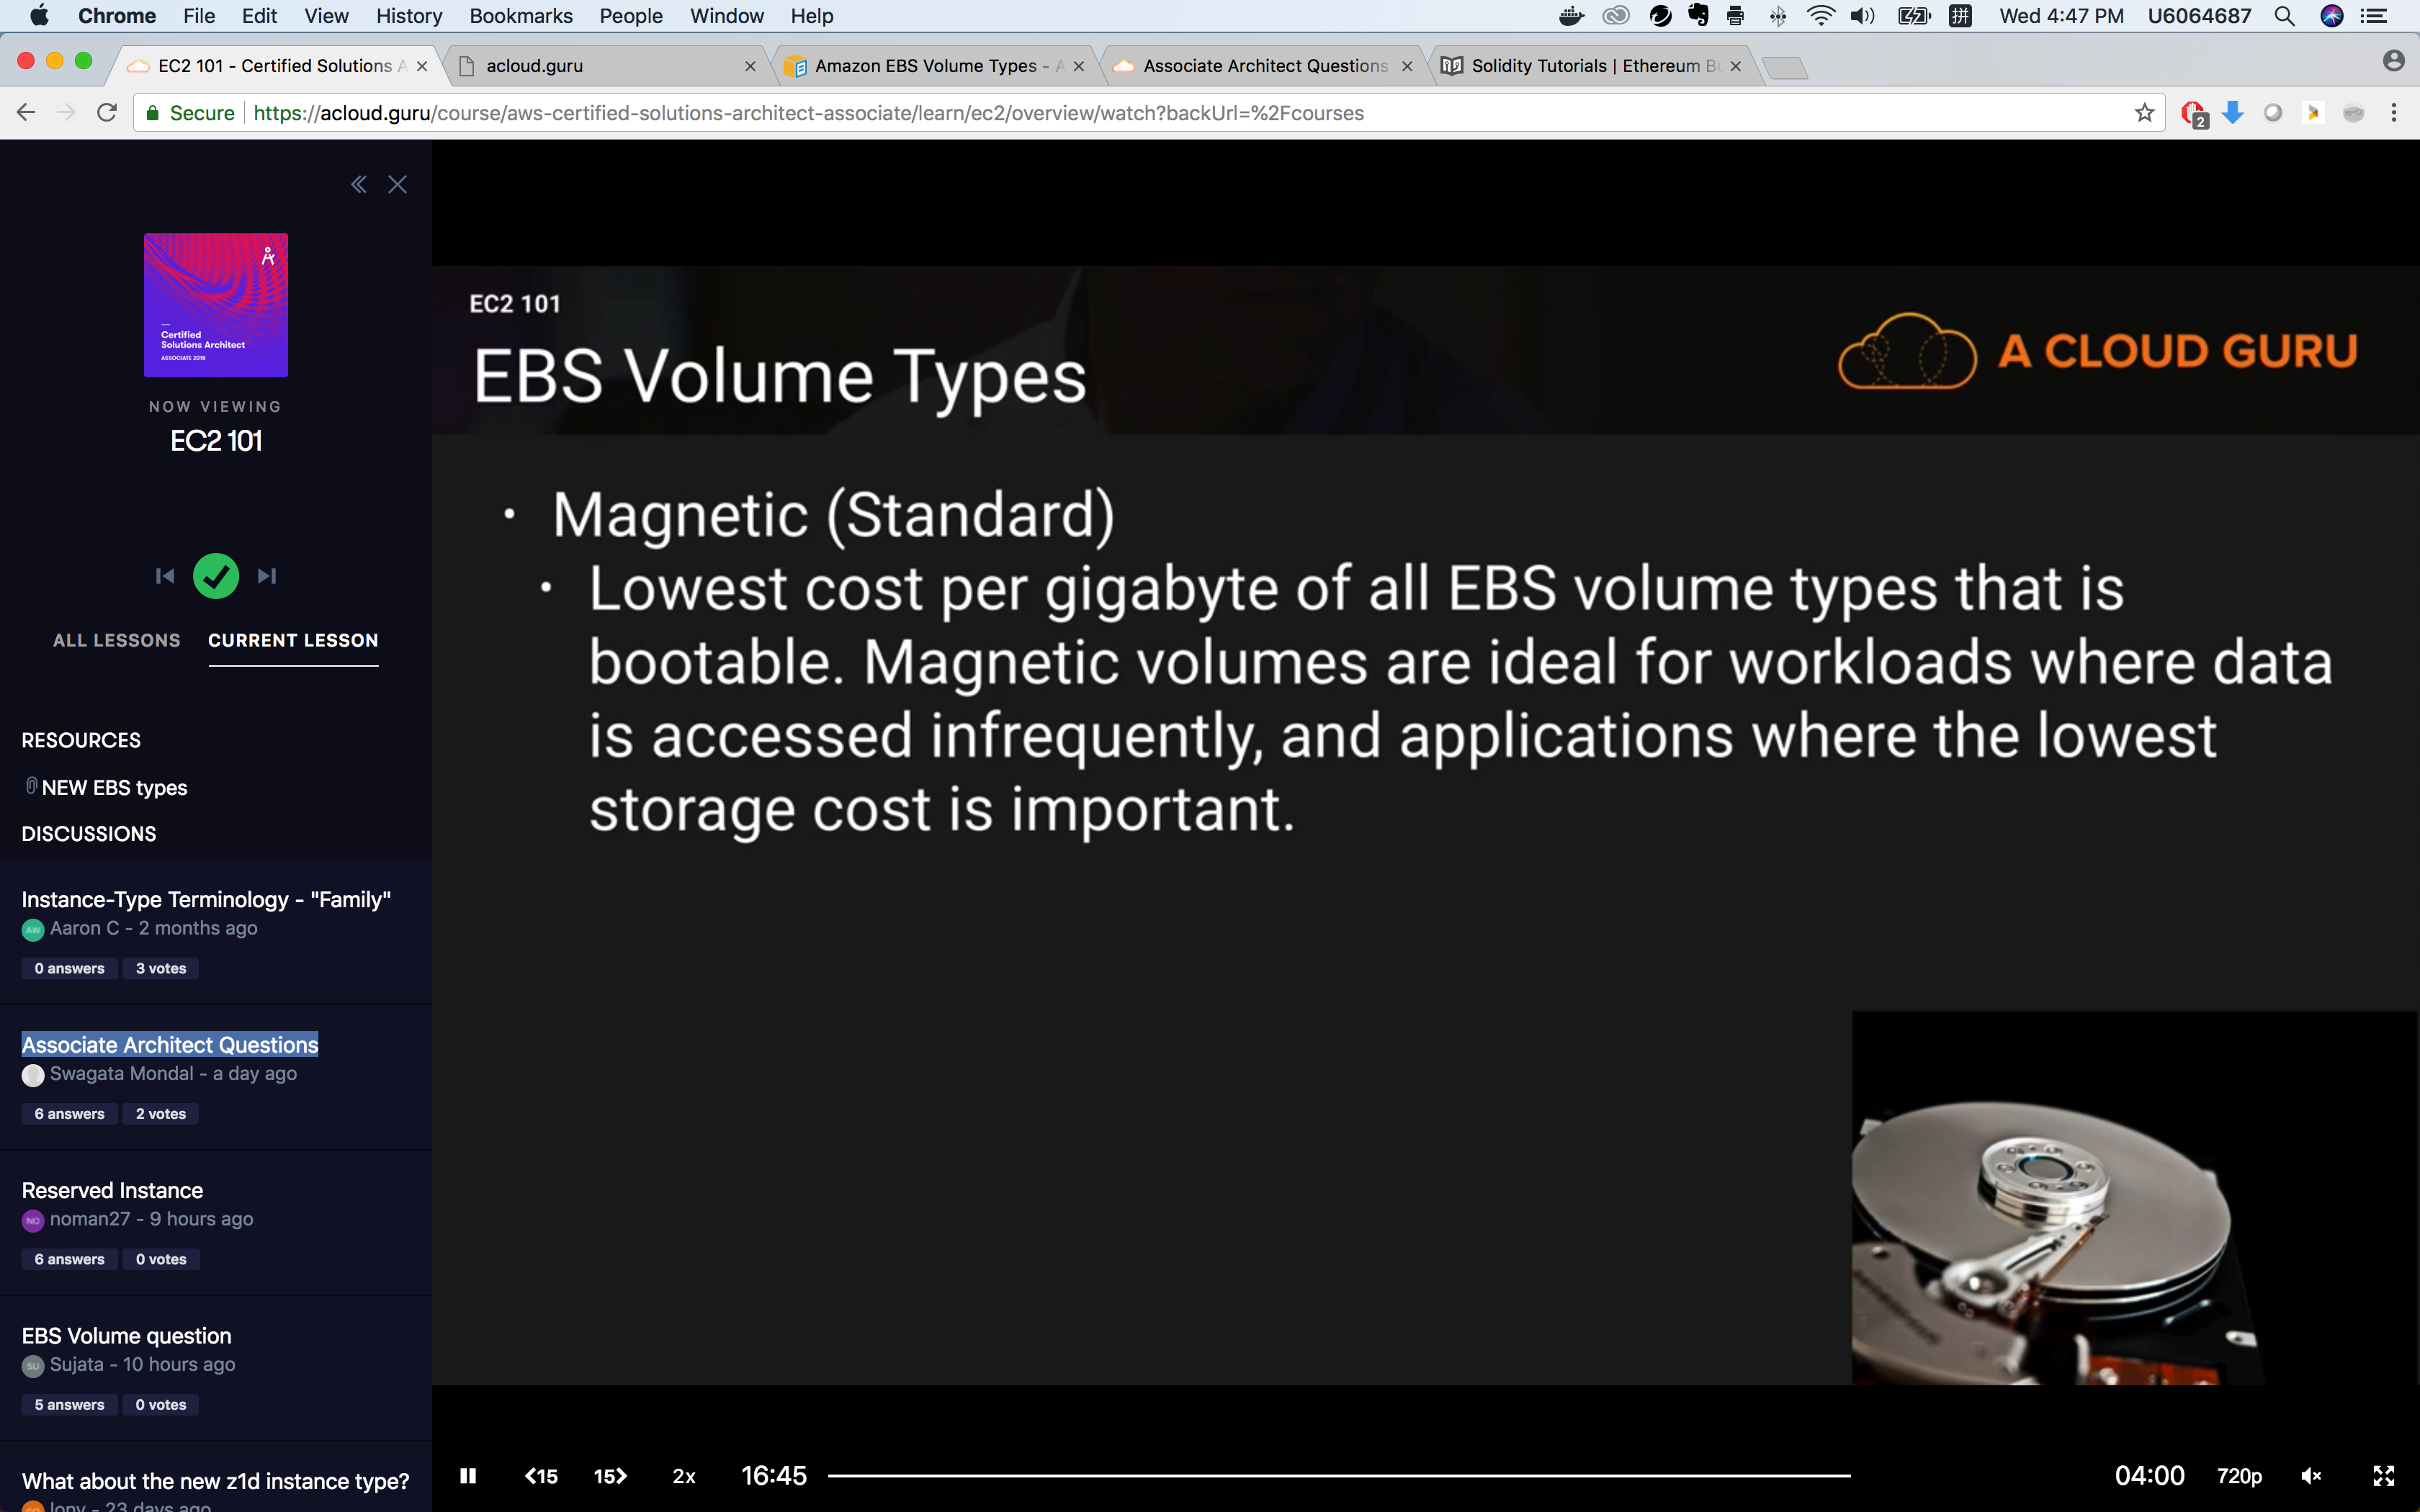 Chrome File Edit View History Bookmarks People Window Help
Wed 4:47 PM U6064687
EC2 101 - Certified Solutions A
acloud.guru
Amazon EBS Volume Types - A
Associate Architect Questions
Solidity Tutorials | Ethereum B
Secure https://acloud.guru/course/aws-certified-solutions-architect-associate/learn/ec2/overview/watch?backUrl=%2Fcourses
2
Certified
Solutions Architect
ASSOCIATE 2018
NOW VIEWING
EC2 101
ALL LESSONS CURRENT LESSON
RESOURCES
NEW EBS types
DISCUSSIONS
Instance-Type Terminology - "Family"
AW Aaron C - 2 months ago
0 answers 3 votes
Associate Architect Questions
Swagata Mondal - a day ago
6 answers 2 votes
Reserved Instance
NO noman27 - 9 hours ago
6 answers 0 votes
EBS Volume question
SU Sujata - 10 hours ago
5 answers 0 votes
What about the new z1d instance type?
23 days ago
EC2 101
EBS Volume Types
A CLOUD GURU
• Magnetic (Standard)
• Lowest cost per gigabyte of all EBS volume types that is
bootable. Magnetic volumes are ideal for workloads where data
is accessed infrequently, and applications where the lowest
storage cost is important.
<15 15> 2x 16:45 04:00 720p